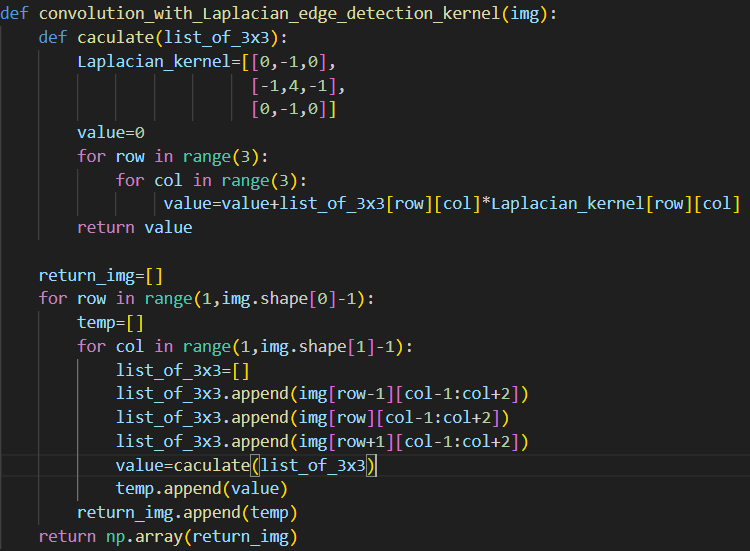 def convolution_with_Laplacian_edge_detection_kernel(img):
    def caculate(list_of_3x3):
        Laplacian_kernel=[[0,-1,0],
                          [-1,4,-1],
                          [0,-1,0]]
        value=0
        for row in range(3):
            for col in range(3):
                 value=value+list_of_3x3[row][col]*Laplacian_kernel[row][col]
        return value

    return_img=[]
    for row in range(1,img.shape[0]-1):
        temp=[]
        for col in range(1,img.shape[1]-1):
            list_of_3x3=[]
            list_of_3x3.append(img[row-1][col-1:col+2])
            list_of_3x3.append(img[row][col-1:col+2])
            list_of_3x3.append(img[row+1][col-1:col+2])
            value=caculate(list_of_3x3)
            temp.append(value)
        return_img.append(temp)
    return np.array(return_img)